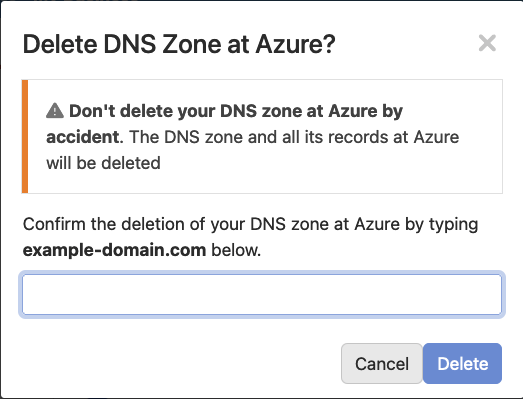 Delete DNS Zone at Azure?
Don't delete your DNS zone at Azure by
accident. The DNS zone and all its records at Azure
will be deleted
Confirm the deletion of your DNS zone at Azure by typing
example-domain.com below.
Cancel Delete